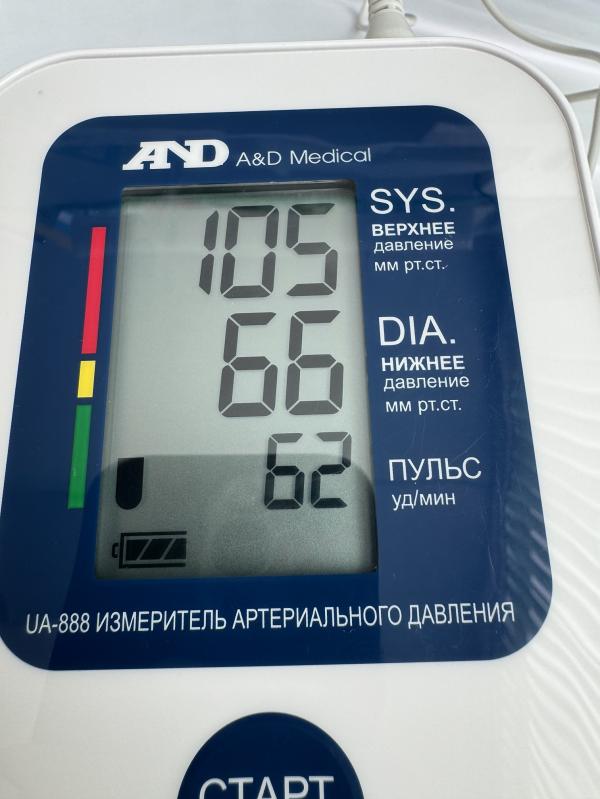 AND A&D Medical
105
SYS.
ВЕРХНЕЕ
давление
мм рт.ст.
66
DIA.
НИЖНЕЕ
давление
мм рт.ст.
62
ПУЛЬС
уд/мин
UA-888 ИЗМЕРИТЕЛЬ АРТЕРИАЛЬНОГО ДАВЛЕНИЯ
СТАРТ